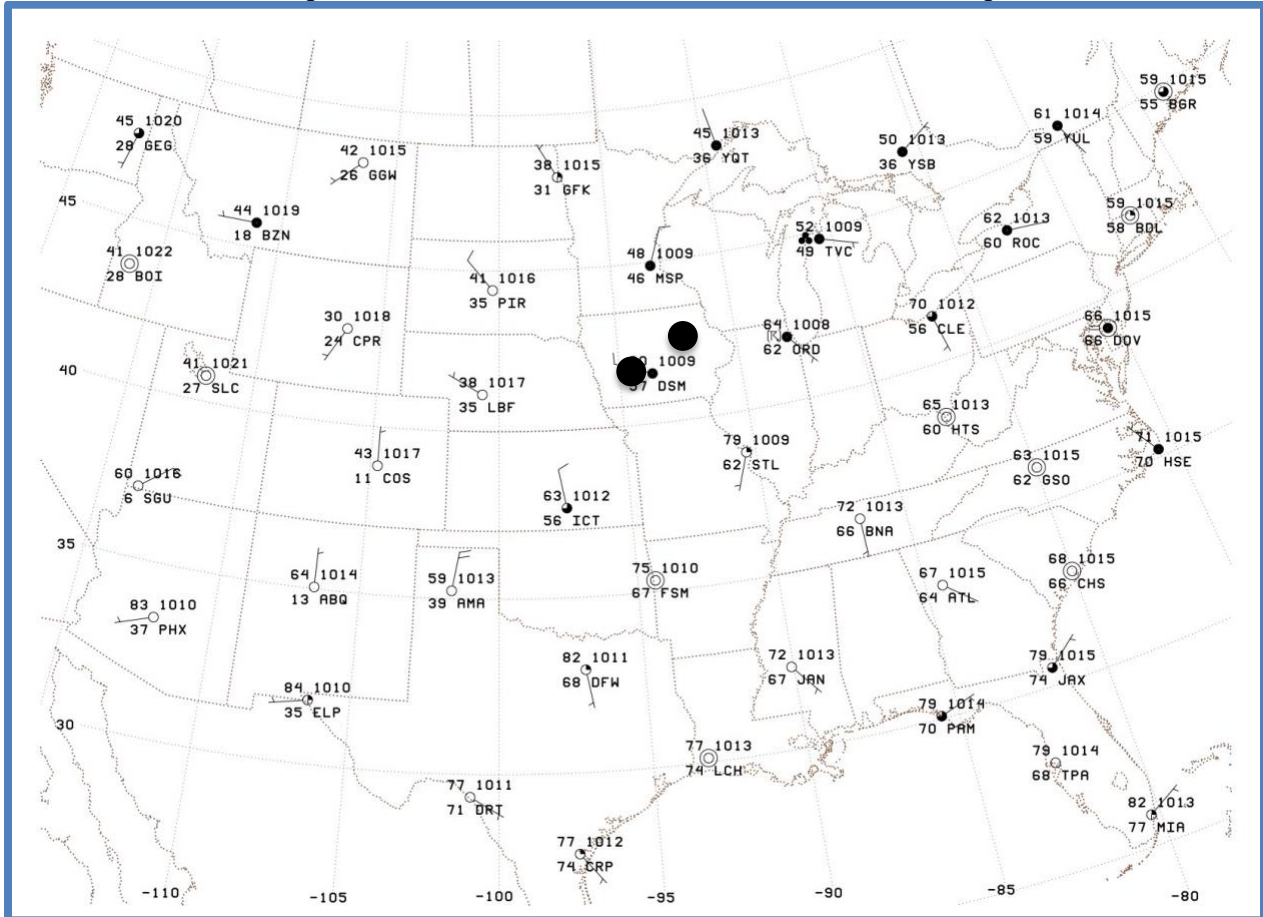 59 1015
55 BGR
45 1020
28 GEG
61 1014
59 YUL
42 1015
26 GGW
45 1013
36 YQT
50 1013
36 YSB
38 1015
31 GFK
45
44 1019
18 BZN
59 1015
58 BDL
52 1009
49 TVC
62 1013
60 ROC
41 1022
28 BOI
48 1009
46 MSP
41 1016
35 PIR
70 1012
56 CLE
30 1018
24 CPR
64 1008
62 ORD
66 1015
66 DOV
40
41 1021
27 SLC
1009
DSM
38 1017
35 LBF
65 1013
60 HTS
79 1009
62 STL
71 1015
70 HSE
43 1017
11 COS
63 1015
62 GSO
60 1016
6 SGU
63 1012
56 ICT
72 1013
66 BNA
35
64 1014
13 ABQ
59 1013
39 AMA
75 1010
67 FSM
68 1015
66 CHS
67 1015
64 ATL
83 1010
37 PHX
82 1011
68 DFW
72 1013
67 JAN
79 1015
74 JAX
84 1010
35 ELP
79 1014
70 PAM
30
77 1013
74 LCH
79 1014
68 TPA
77 1011
71 DRT
82 1013
77 MIA
77 1012
74 CRP
-110 -105 -100 -95 -90 -85 -80